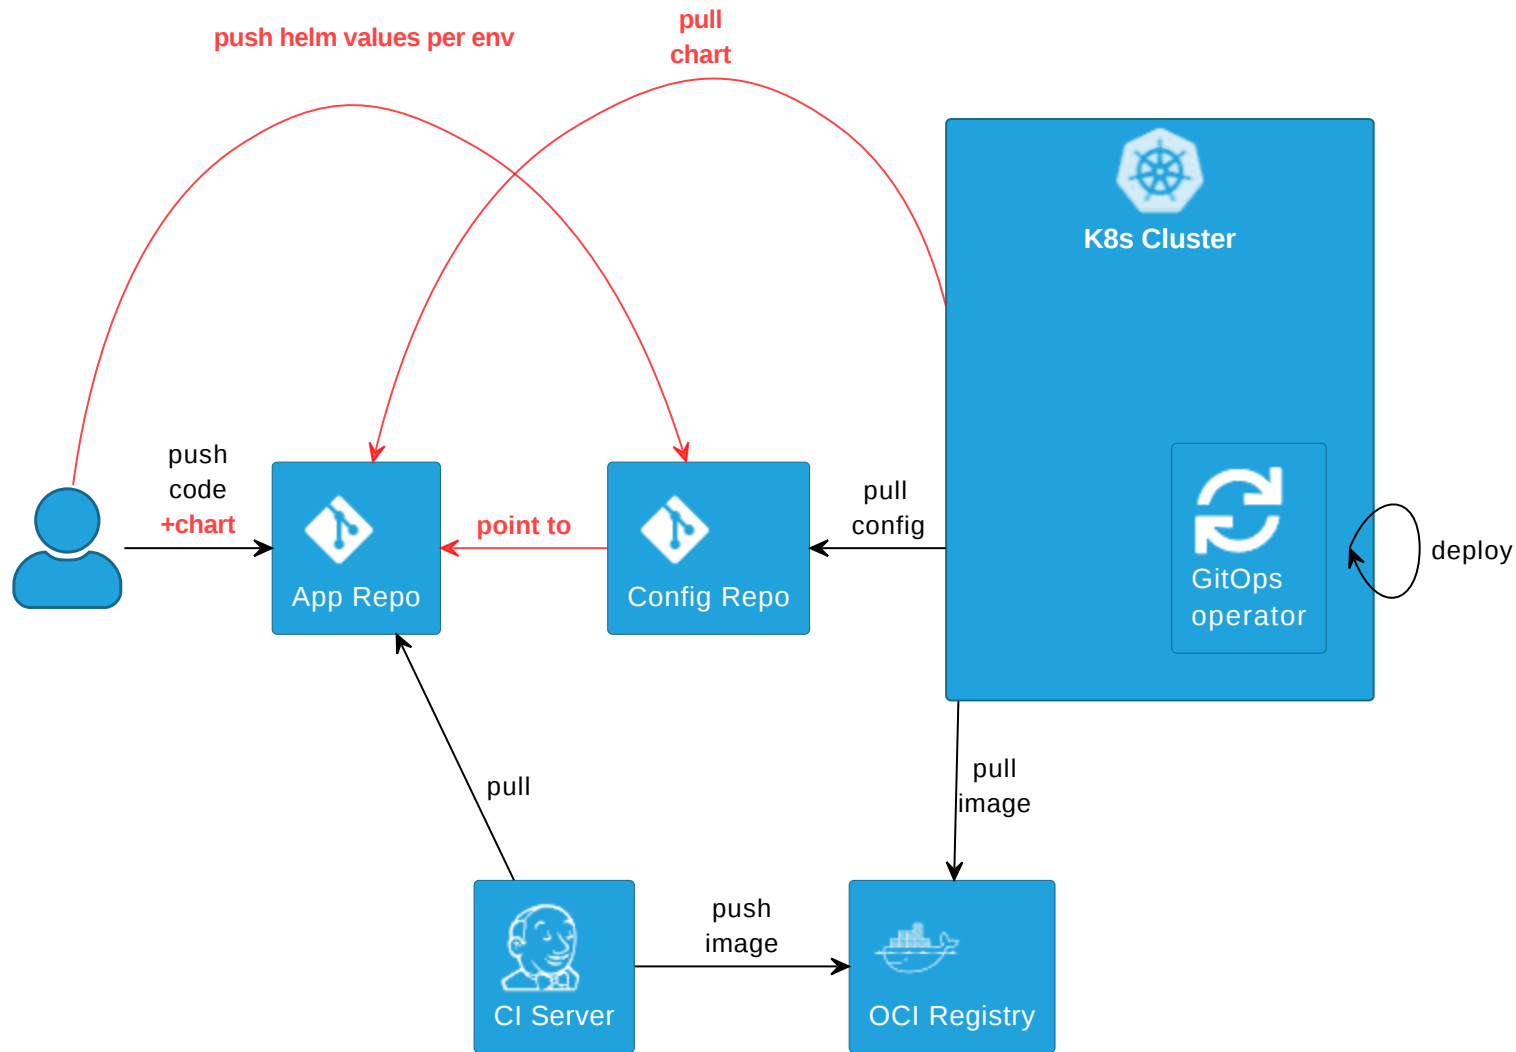 push helm values per env
pull
chart
K8s Cluster
push
code
+chart
App Repo
point to
Config Repo
pull
config
GitOps
operator
deploy
pull
pull
image
CI Server
push
image
OCI Registry